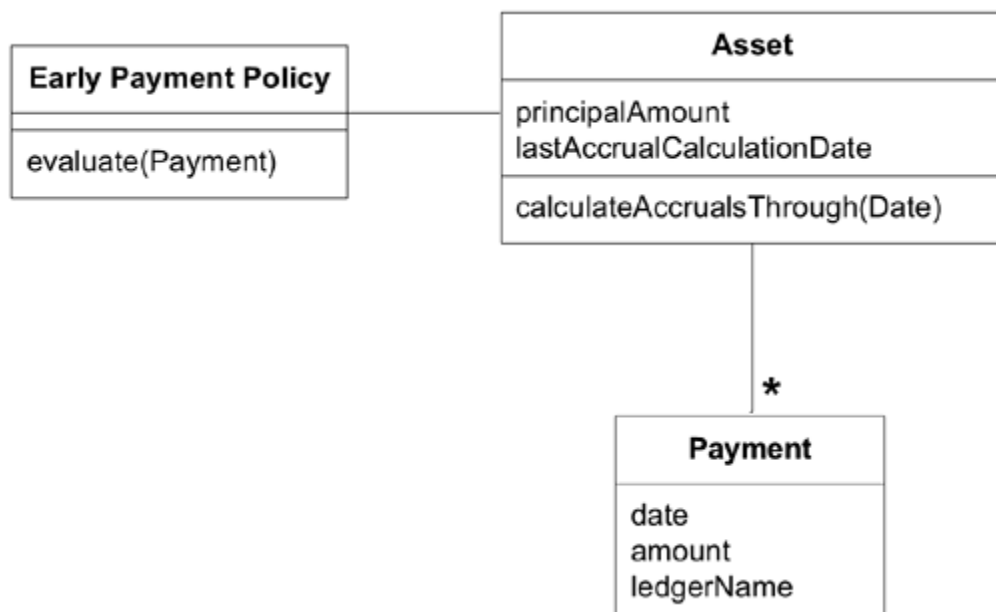 Early Payment Policy
evaluate(Payment)
Asset
principalAmount
lastAccrualCalculationDate
calculateAccrualsThrough(Date)
*
Payment
date
amount
ledgerName